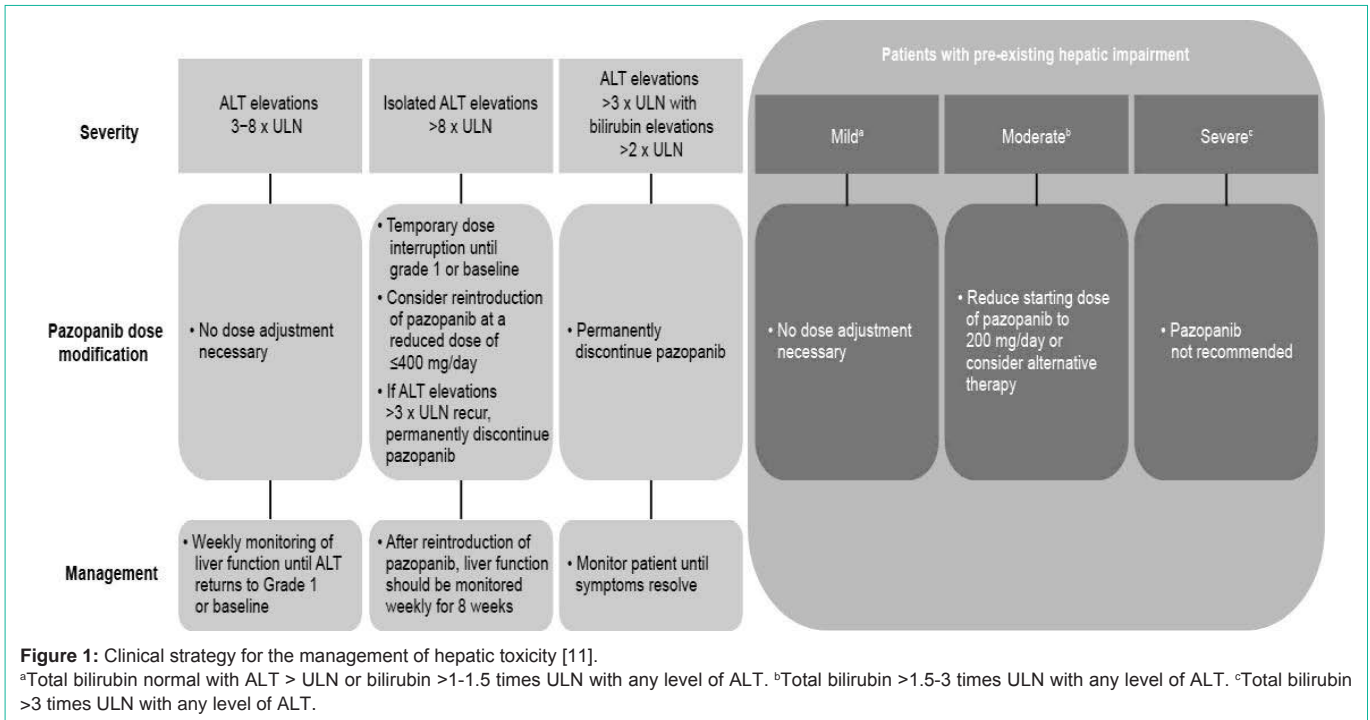 Patients with pre-existing hepatic impairment
Severity
ALT elevations
3–8 x ULN
Isolated ALT elevations
>8 x ULN
ALT elevations
>3 x ULN with
bilirubin elevations
>2 x ULN
Mildᵃ
Moderateᵇ
Severeᶜ
Pazopanib dose
modification
• No dose adjustment
necessary
• Temporary dose
interruption until
grade 1 or baseline
• Consider reintroduction
of pazopanib at a
reduced dose of
≤400 mg/day
• If ALT elevations
>3 x ULN recur,
permanently discontinue
pazopanib
• Permanently
discontinue pazopanib
• No dose adjustment
necessary
• Reduce starting dose
of pazopanib to
200 mg/day or
consider alternative
therapy
• Pazopanib
not recommended
Management
• Weekly monitoring of
liver function until ALT
returns to Grade 1
or baseline
• After reintroduction of
pazopanib, liver function
should be monitored
weekly for 8 weeks
• Monitor patient until
symptoms resolve
Figure 1: Clinical strategy for the management of hepatic toxicity [11].
ᵃTotal bilirubin normal with ALT > ULN or bilirubin >1-1.5 times ULN with any level of ALT. ᵇTotal bilirubin >1.5-3 times ULN with any level of ALT. ᶜTotal bilirubin
>3 times ULN with any level of ALT.